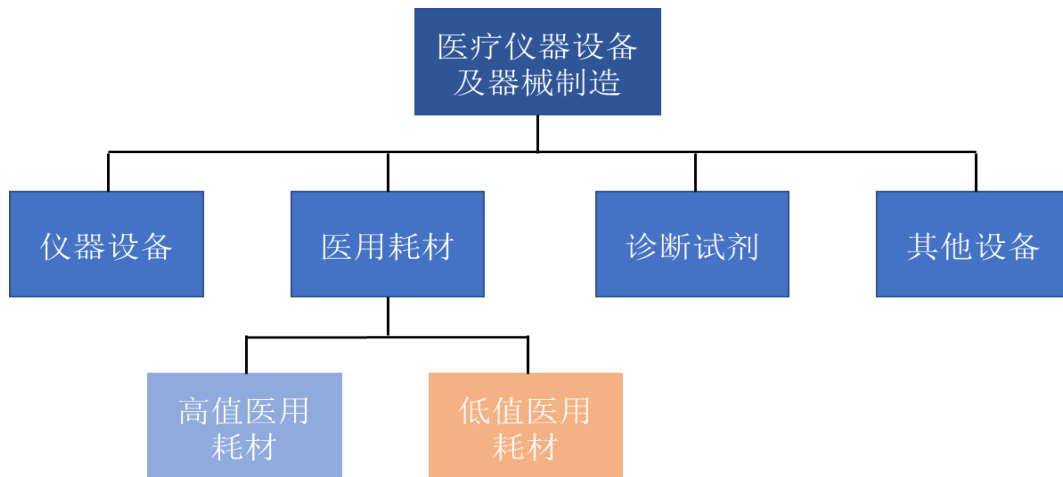 医疗仪器设备
及器械制造
仪器设备
医用耗材
诊断试剂
其他设备
高值医用
耗材
低值医用
耗材